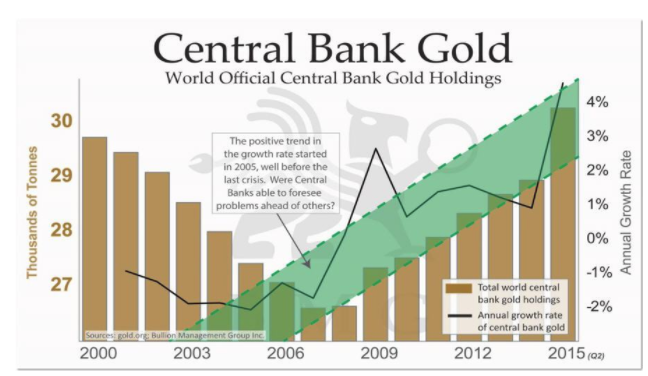 Central Bank Gold
World Official Central Bank Gold Holdings
Thousands of Tonnes
30
29
28
27
The positive trend in
the growth rate started
in 2005, well before the
last crisis. Were Central
Banks able to foresee
problems ahead of others?
4%
3%
2%
1%
0%
-1%
-2%
Annual Growth Rate
Total world central
bank gold holdings
Annual growth rate
of central bank gold
Sources: gold.org; Bullion Management Group Inc.
2000 2003 2006 2009 2012 2015 (Q2)